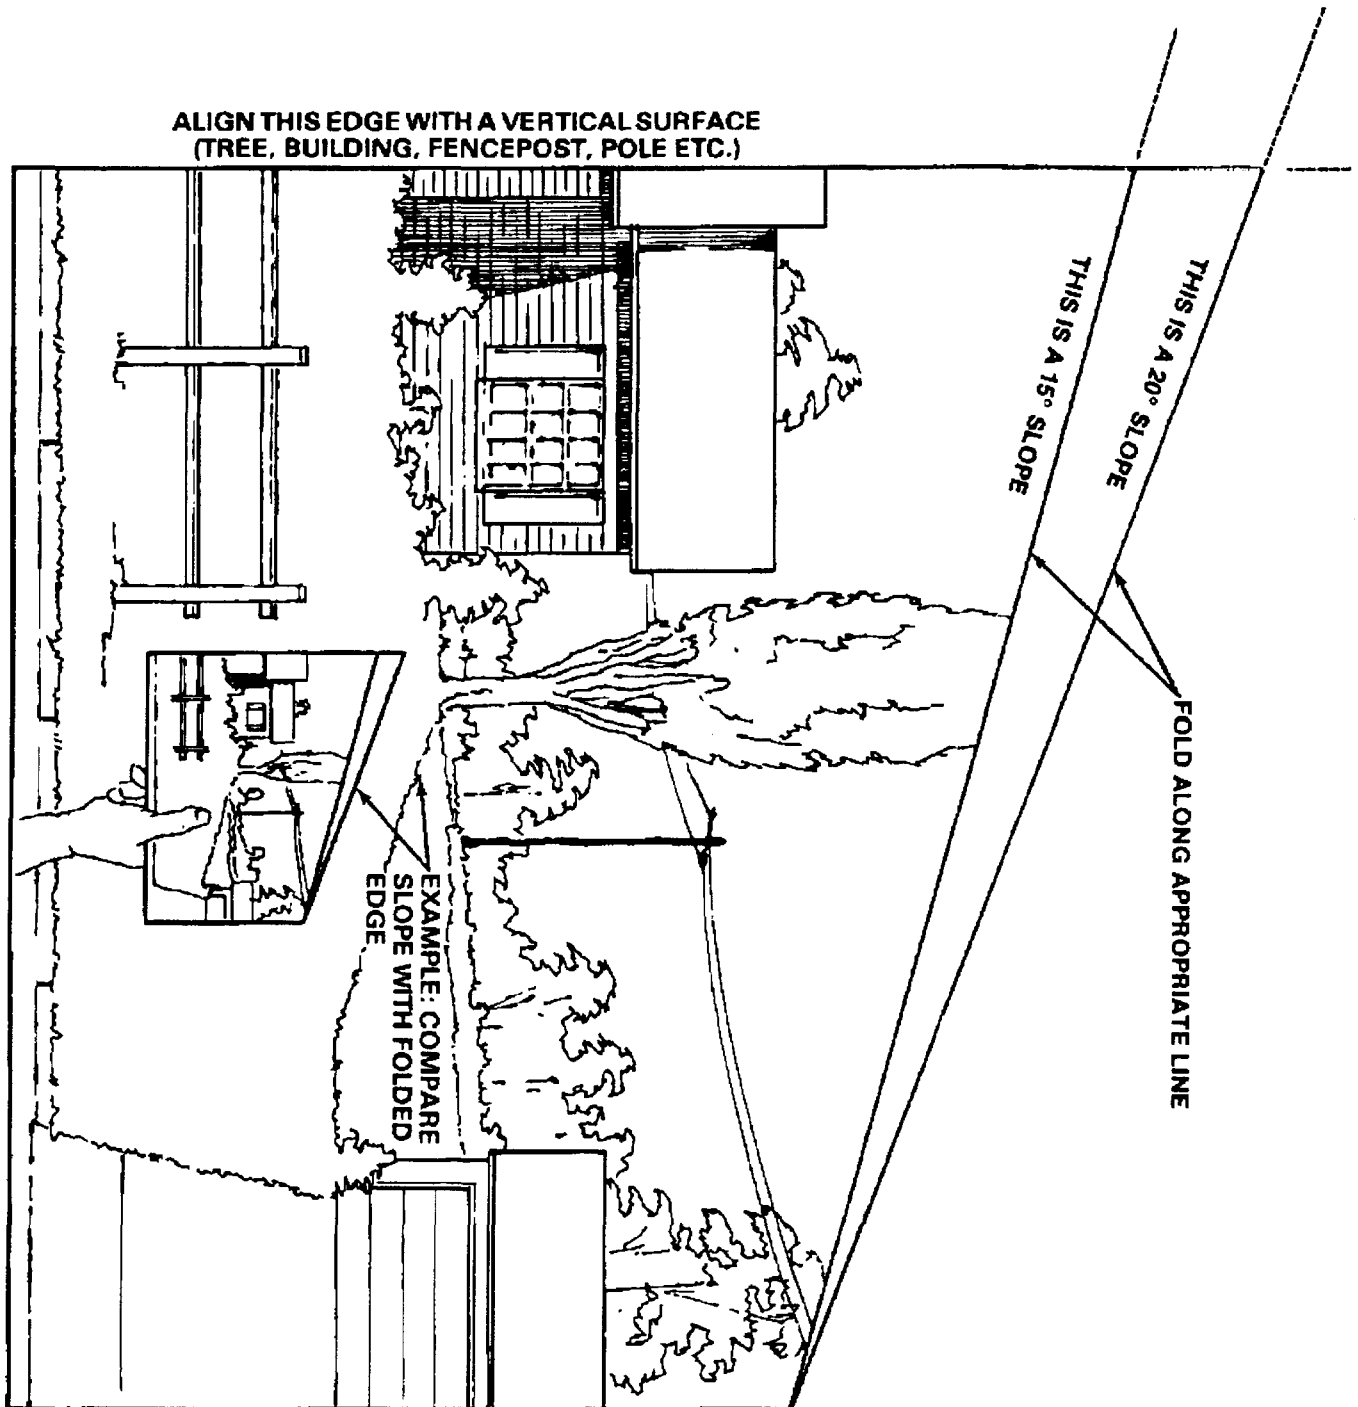 ALIGN THIS EDGE WITH A VERTICAL SURFACE
(TREE, BUILDING, FENCEPOST, POLE ETC.)
THIS IS A 20° SLOPE
THIS IS A 15° SLOPE
FOLD ALONG APPROPRIATE LINE
EXAMPLE: COMPARE
SLOPE WITH FOLDED
EDGE